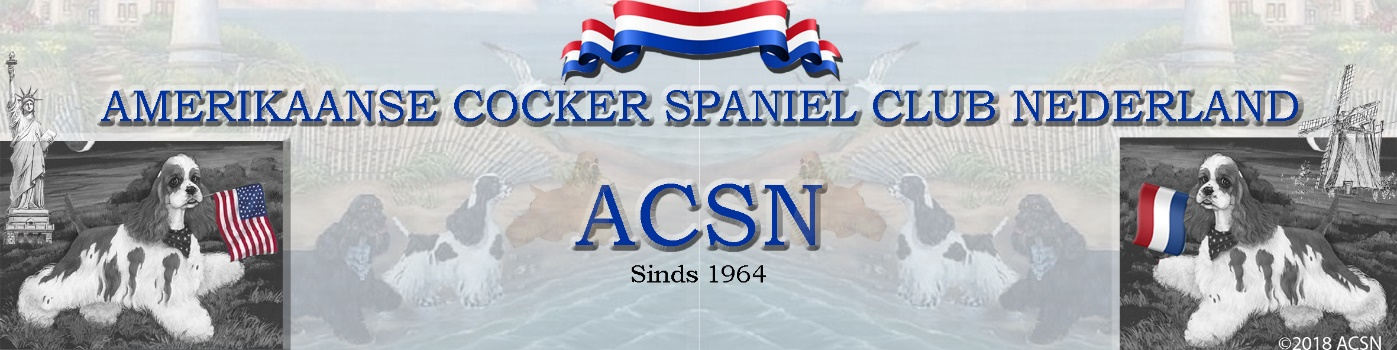 AMERIKAANSE COCKER SPANIEL CLUB NEDERLAND
ACSN
Sinds 1964
©2018 ACSN